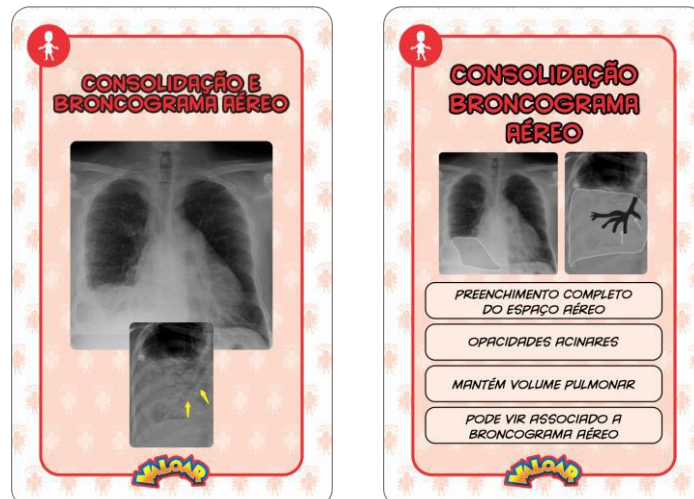 CONSOLIDAÇÃO E
BRONCOGRAMA AÉREO
VALOAR
CONSOLIDAÇÃO
BRONCOGRAMA
AÉREO
PREENCHIMENTO COMPLETO
DO ESPAÇO AÉREO
OPACIDADES ACINARES
MANTÉM VOLUME PULMONAR
PODE VIR ASSOCIADO A
BRONCOGRAMA AÉREO
VALOAR